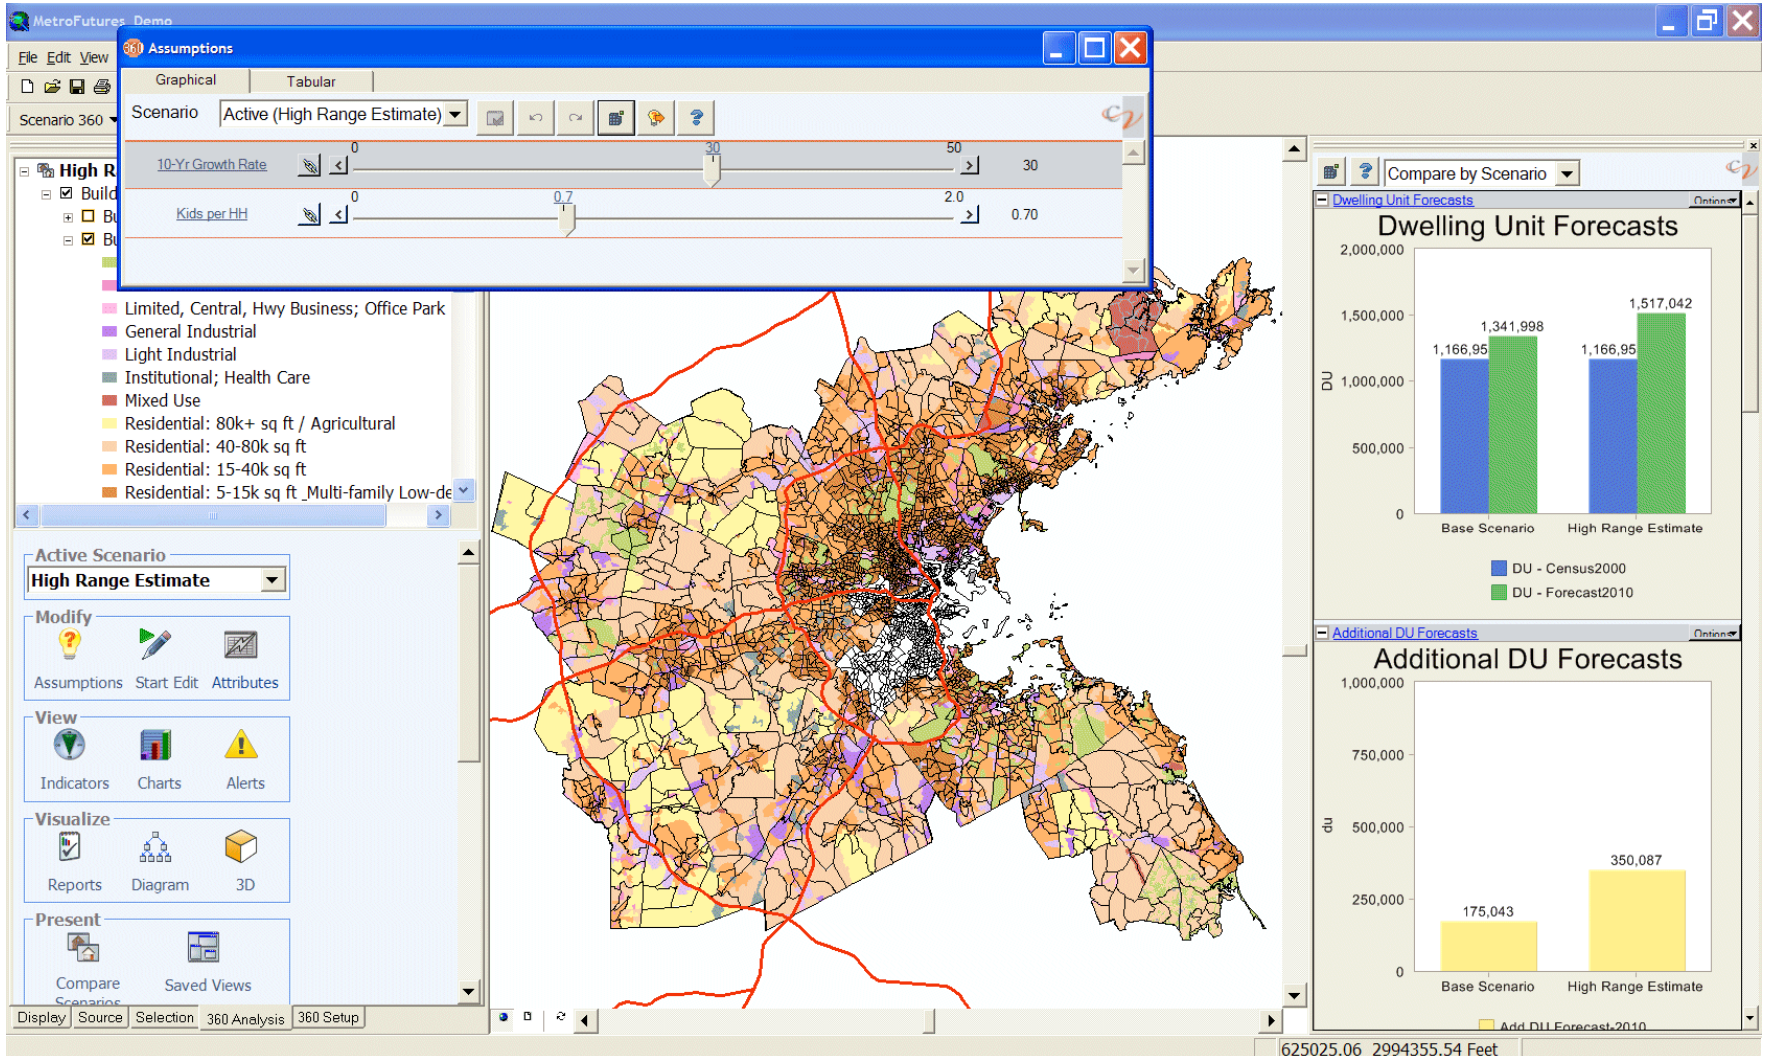 MetroFutures_Demo
File Edit View
Scenario 360
360 Assumptions
Graphical Tabular
Scenario Active (High Range Estimate)
10-Yr Growth Rate 0 30 50 30
Kids per HH 0 0.7 2.0 0.70
High R
Build
Bu
Bu
Limited, Central, Hwy Business; Office Park
General Industrial
Light Industrial
Institutional; Health Care
Mixed Use
Residential: 80k+ sq ft / Agricultural
Residential: 40-80k sq ft
Residential: 15-40k sq ft
Residential: 5-15k sq ft _Multi-family Low-de
Active Scenario
High Range Estimate
Modify
Assumptions Start Edit Attributes
View
Indicators Charts Alerts
Visualize
Reports Diagram 3D
Present
Compare Scenarios
Saved Views
Display Source Selection 360 Analysis 360 Setup
Compare by Scenario
Dwelling Unit Forecasts Options
Dwelling Unit Forecasts
2,000,000
1,500,000
1,000,000
500,000
0
DU
1,166,95
1,341,998
1,166,95
1,517,042
Base Scenario High Range Estimate
DU - Census2000
DU - Forecast2010
Additional DU Forecasts Options
Additional DU Forecasts
1,000,000
750,000
500,000
250,000
0
du
175,043
350,087
Base Scenario High Range Estimate
Add DU Forecast-2010
625025.06 2994355.54 Feet